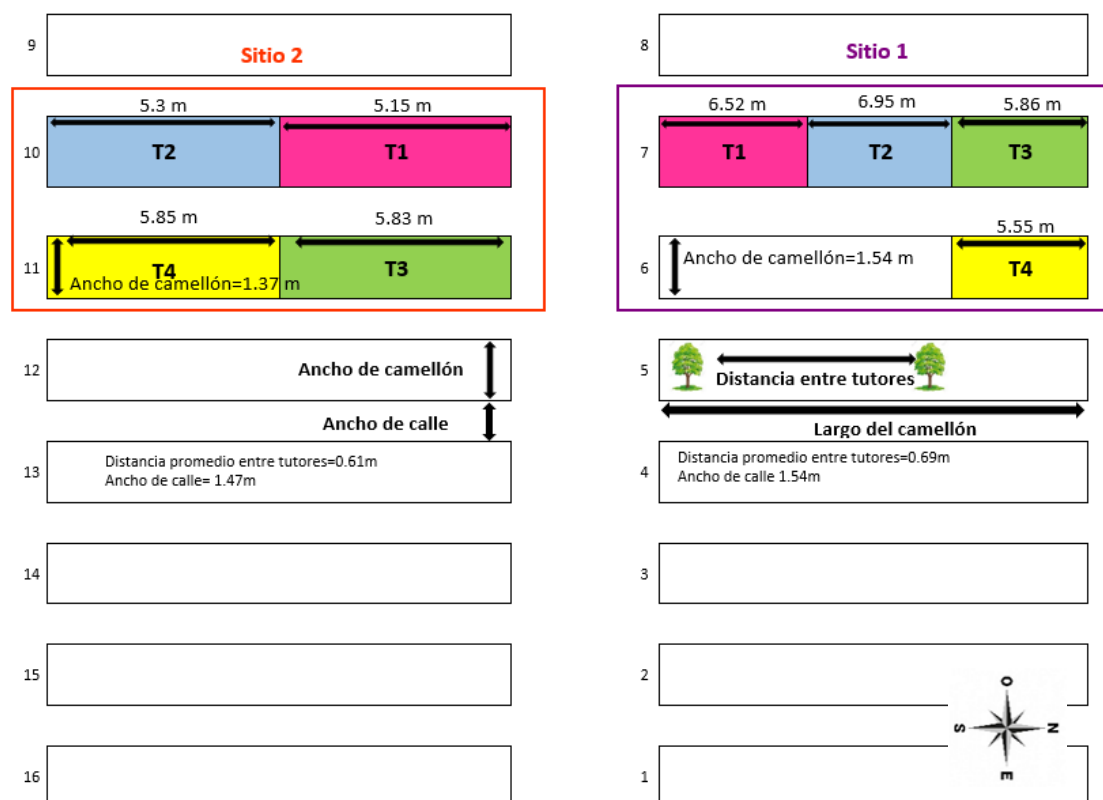 9
Sitio 2
5.3 m
5.15 m
10
T2
T1
5.85 m
5.83 m
11
T4
T3
Ancho de camellón=1.37 m
12
Ancho de camellón
Ancho de calle
13
Distancia promedio entre tutores=0.61m
Ancho de calle= 1.47m
14
15
16
8
Sitio 1
6.52 m
6.95 m
5.86 m
7
T1
T2
T3
5.55 m
6
Ancho de camellón=1.54 m
T4
5
Distancia entre tutores
Largo del camellón
4
Distancia promedio entre tutores=0.69m
Ancho de calle 1.54m
3
2
O
S
N
E
1